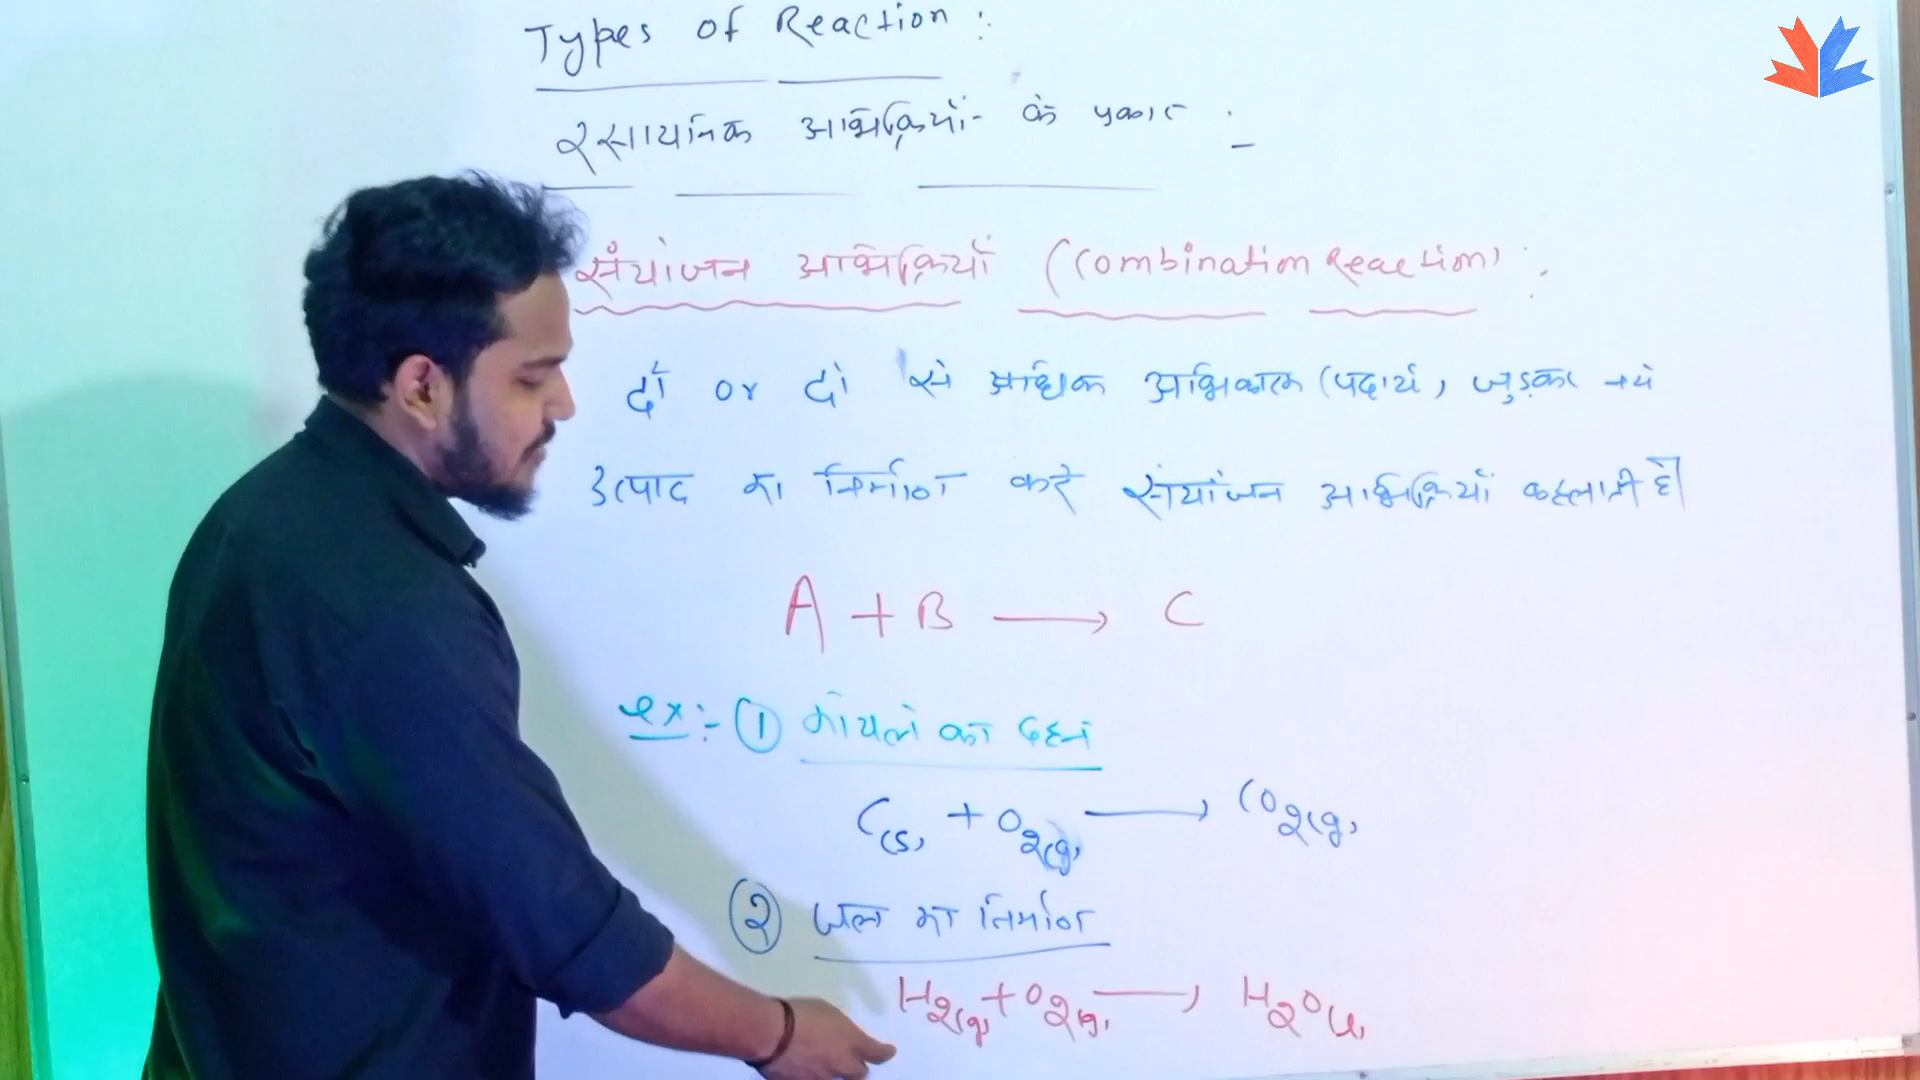 Types of Reaction :
रसायनिक अभिक्रियों के प्रकार :-
संयोजन अभिक्रियाँ (Combination Reaction) :
दो or दो से अधिक अभिकारक (पदार्थ) जुड़कर नये
उत्पाद का निर्माण करे संयोजन अभिक्रियाँ कहलाती है।
A + B ⟶ C
ex:- ① कोयले का दहन
C(s) + O₂(g) ⟶ CO₂(g)
② जल का निर्माण
H₂(g) + O₂(g) ⟶ H₂O(l)